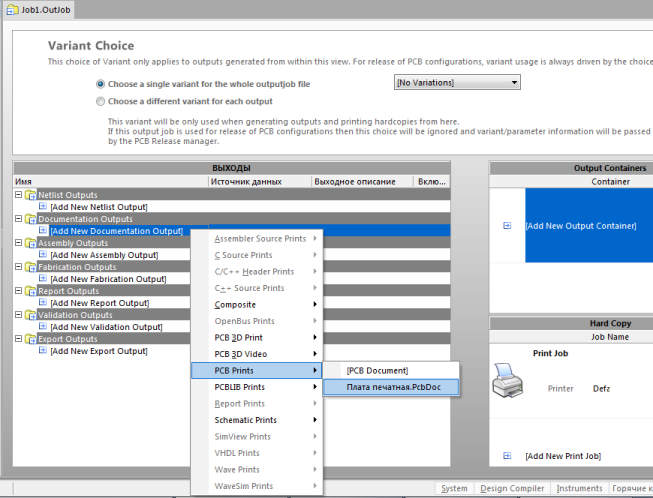 Job1.OutJob
Variant Choice
This choice of Variant only applies to outputs generated from within this view. For release of PCB configurations, variant usage is always driven by the choice
Choose a single variant for the whole outputjob file
[No Variations]
Choose a different variant for each output
This variant will be only used when generating outputs and printing hardcopies from here.
If this output job is used for release of PCB configurations then this choice will be ignored and variant/parameter information will be passed
by the PCB Release manager.
ВЫХОДЫ
Имя Источник данных Выходное описание Вклю...
Netlist Outputs
[Add New Netlist Output]
Documentation Outputs
[Add New Documentation Output]
Assembly Outputs
[Add New Assembly Output]
Fabrication Outputs
[Add New Fabrication Output]
Report Outputs
[Add New Report Output]
Validation Outputs
[Add New Validation Output]
Export Outputs
[Add New Export Output]
Assembler Source Prints
C Source Prints
C/C++ Header Prints
C++ Source Prints
Composite
OpenBus Prints
PCB 3D Print
PCB 3D Video
PCB Prints
PCBLIB Prints
Report Prints
Schematic Prints
SimView Prints
VHDL Prints
Wave Prints
WaveSim Prints
[PCB Document]
Плата печатная.PcbDoc
Output Containers
Container
[Add New Output Container]
Hard Copy
Job Name
Print Job
Printer Defz
[Add New Print Job]
System Design Compiler Instruments Горячие к